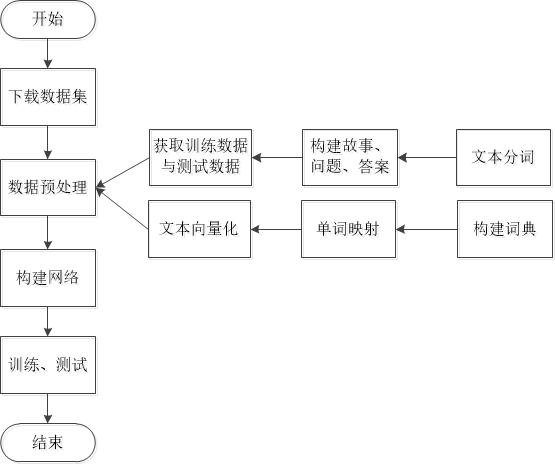 开始
下载数据集
数据预处理
获取训练数据
与测试数据
构建故事、
问题、答案
文本分词
文本向量化
单词映射
构建词典
构建网络
训练、测试
结束